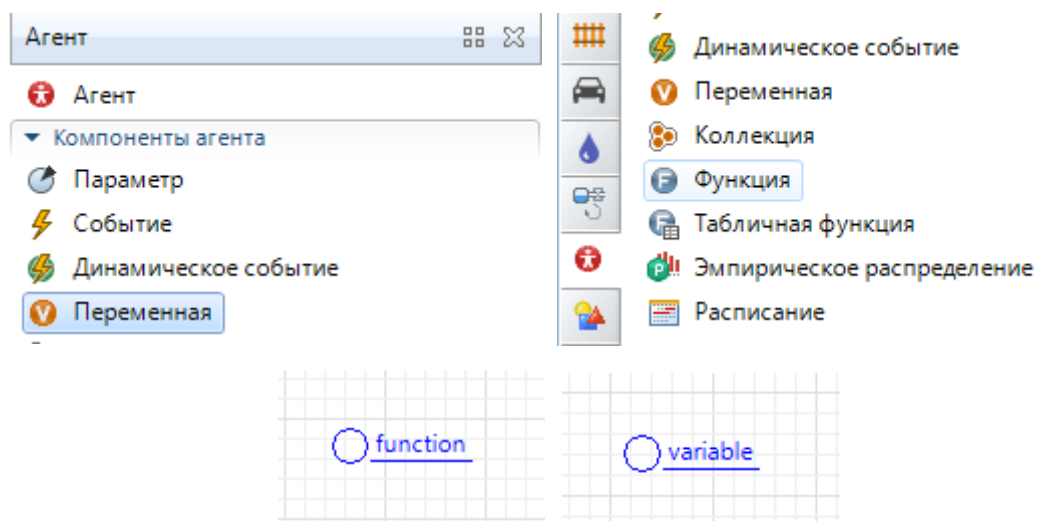 Агент
Агент
Компоненты агента
Параметр
Событие
Динамическое событие
Переменная
Динамическое событие
Переменная
Коллекция
Функция
Табличная функция
Эмпирическое распределение
Расписание
function
variable